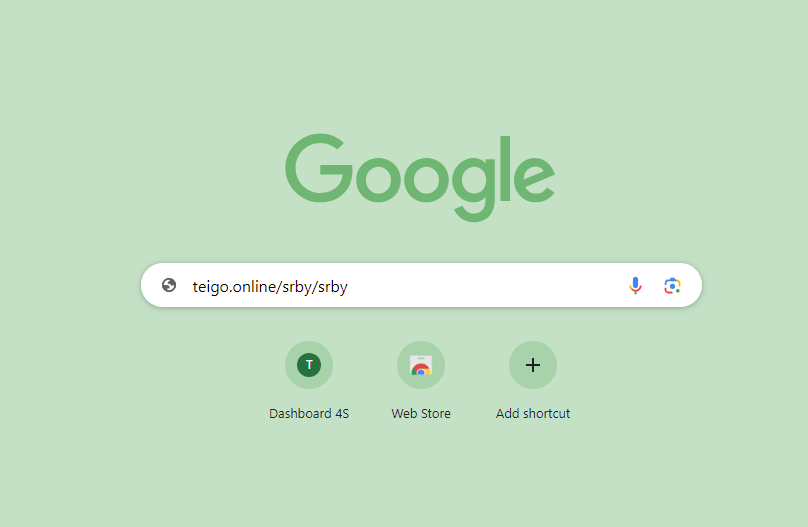 Google
teigo.online/srby/srby
T
Dashboard 4S
Web Store
Add shortcut